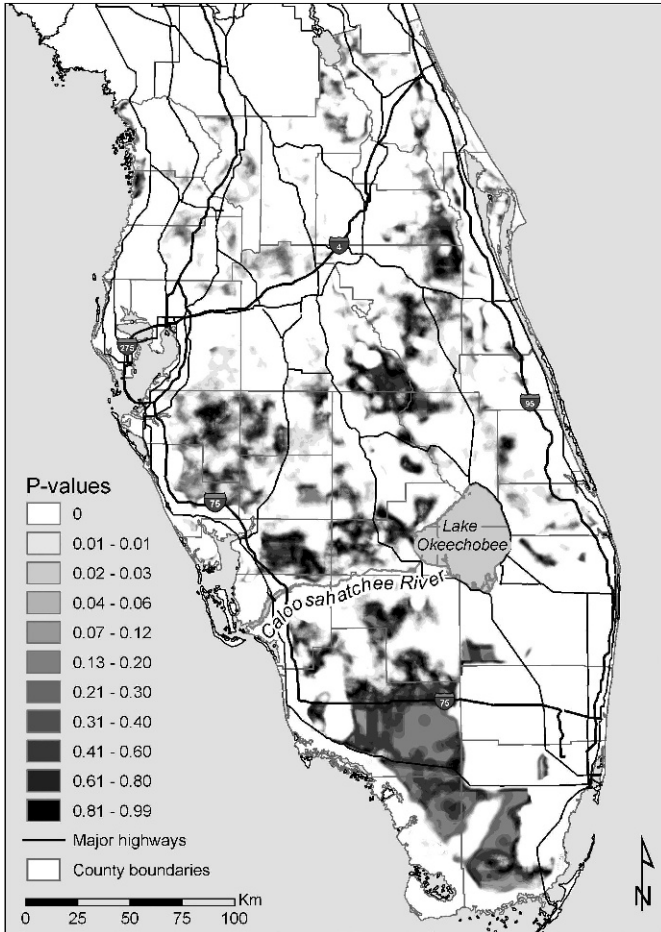 4
275
95
P-values
75
0
Lake
Okeechobee
0.01 - 0.01
0.02 - 0.03
0.04 - 0.06
Caloosahatchee River
0.07 - 0.12
0.13 - 0.20
0.21 - 0.30
75
0.31 - 0.40
0.41 - 0.60
0.61 - 0.80
0.81 - 0.99
Major highways
County boundaries
Km
0 25 50 75 100
N